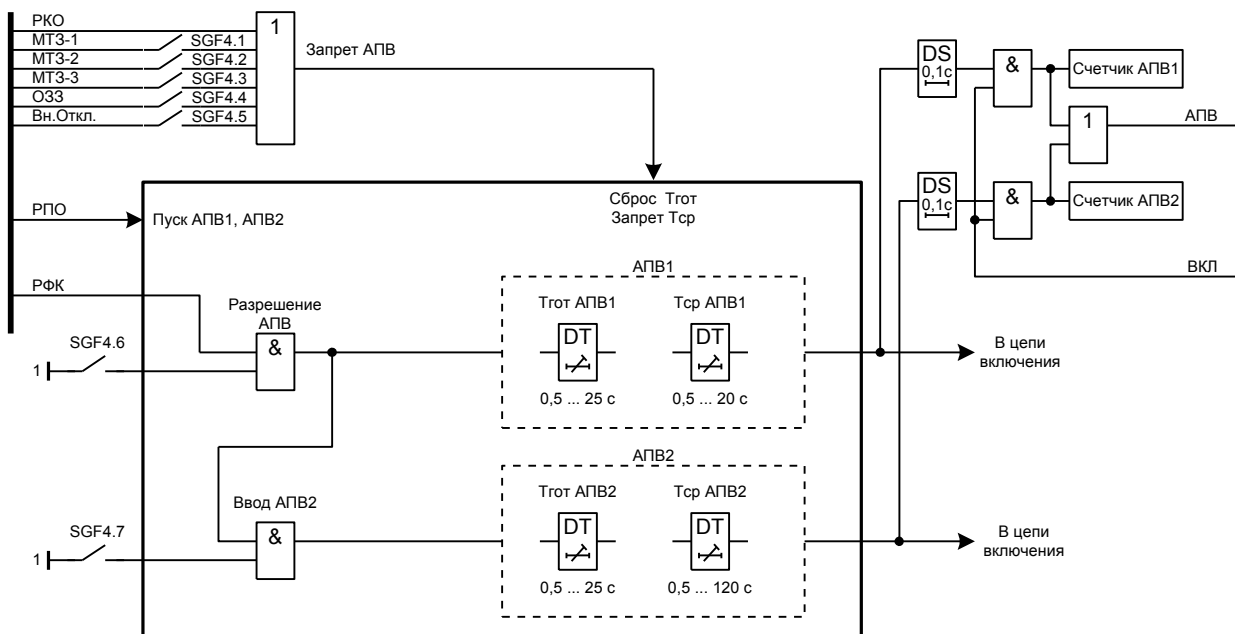 РКО
МТЗ-1
SGF4.1
МТЗ-2
SGF4.2
МТЗ-3
SGF4.3
ОЗЗ
SGF4.4
Вн.Откл.
SGF4.5
1
Запрет АПВ
DS
0,1с
&
Счетчик АПВ1
1
АПВ
DS
0,1с
&
Счетчик АПВ2
ВКЛ
РПО
Пуск АПВ1, АПВ2
Сброс Тгот
Запрет Тср
РФК
Разрешение
АПВ
&
SGF4.6
1
АПВ1
Тгот АПВ1
DT
0,5 ... 25 с
Тср АПВ1
DT
0,5 ... 20 с
В цепи
включения
АПВ2
Ввод АПВ2
&
SGF4.7
1
Тгот АПВ2
DT
0,5 ... 25 с
Тср АПВ2
DT
0,5 ... 120 с
В цепи
включения